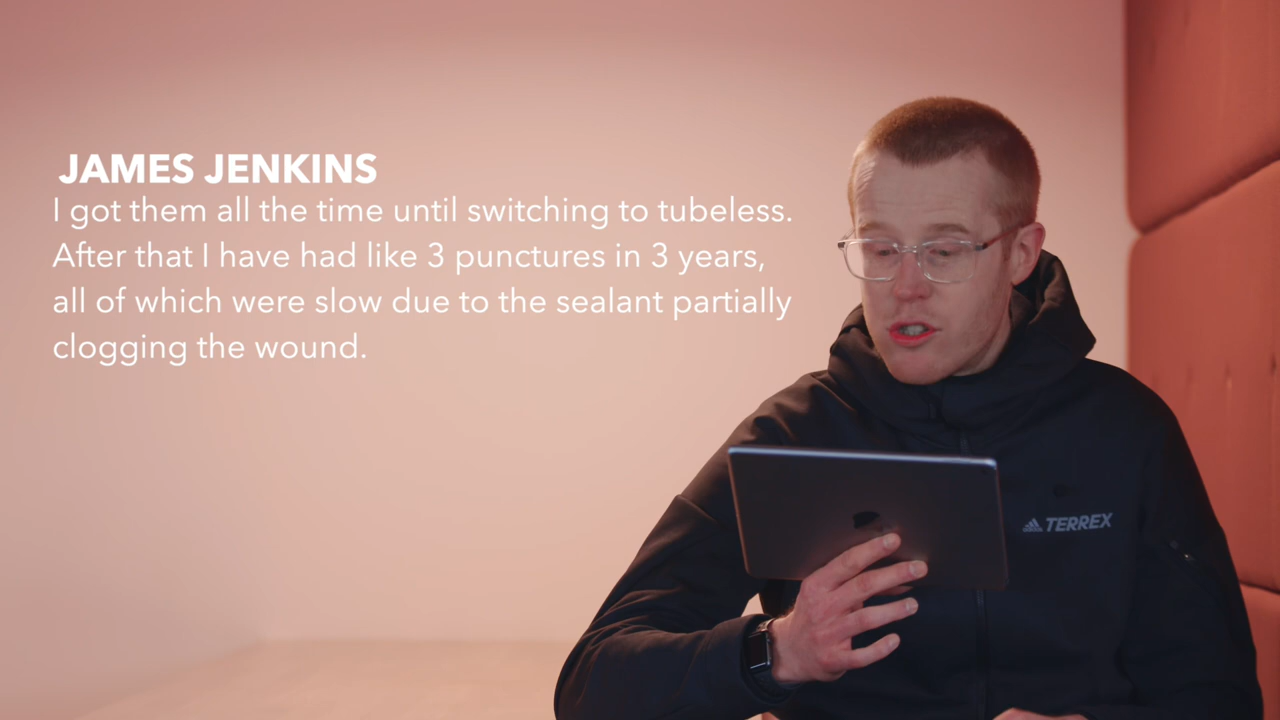 JAMES JENKINS
I got them all the time until switching to tubeless.
After that I have had like 3 punctures in 3 years,
all of which were slow due to the sealant partially
clogging the wound.
adidas TERREX